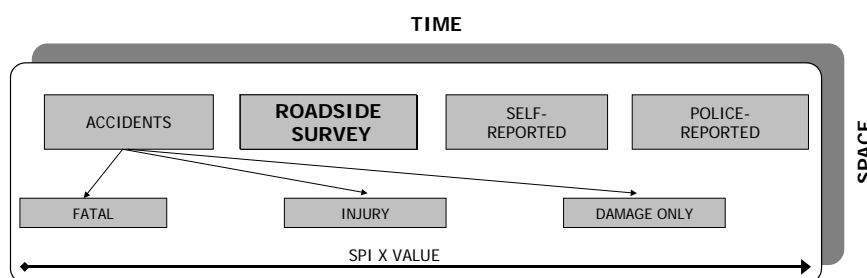 TIME
ACCIDENTS
ROADSIDE
SURVEY
SELF-
REPORTED
POLICE-
REPORTED
SPACE
FATAL
INJURY
DAMAGE ONLY
SPI X VALUE